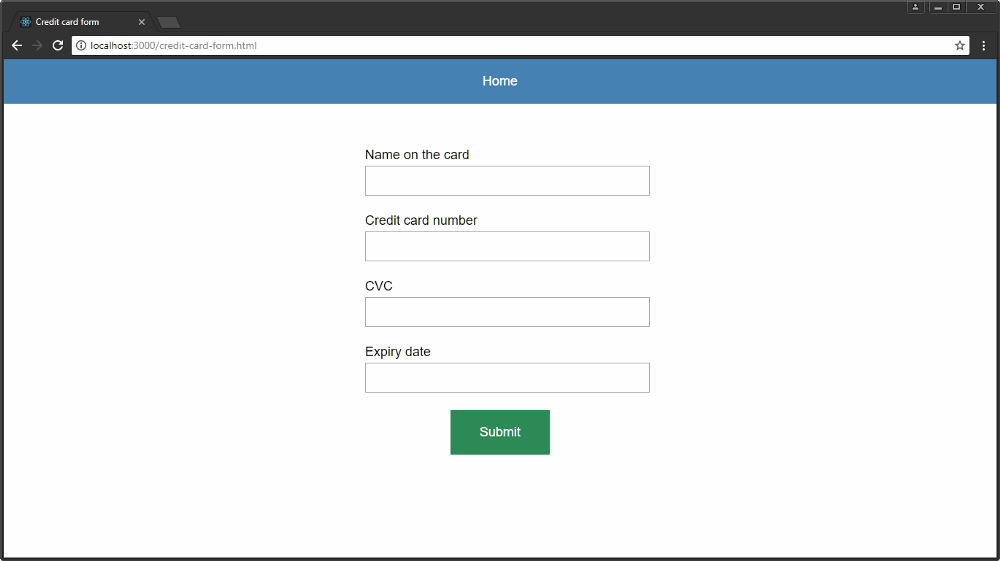 Credit card form
localhost:3000/credit-card-form.html
Home
Name on the card
Credit card number
CVC
Expiry date
Submit